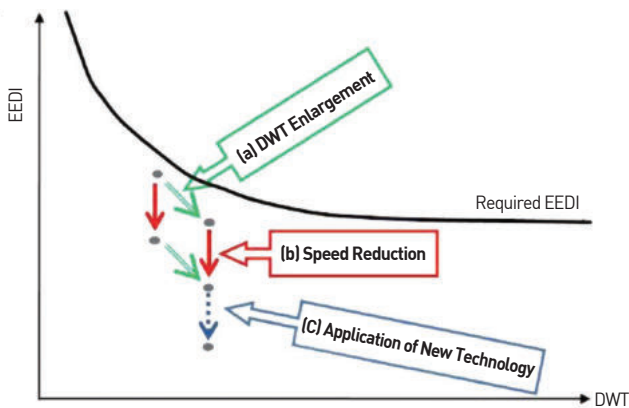 EEDI
(a) DWT Enlargement
Required EEDI
(b) Speed Reduction
(C) Application of New Technology
DWT